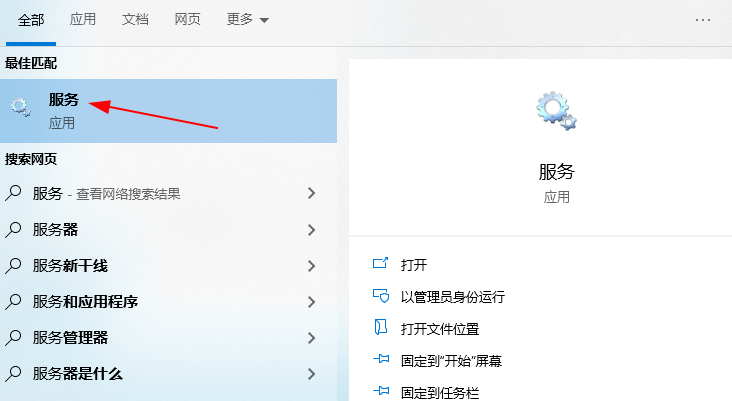 全部 应用 文档 网页 更多
最佳匹配
服务
应用
搜索网页
服务 - 查看网络搜索结果
服务器
服务新干线
服务和应用程序
服务管理器
服务器是什么
服务
应用
打开
以管理员身份运行
打开文件位置
固定到"开始"屏幕
固定到任务栏